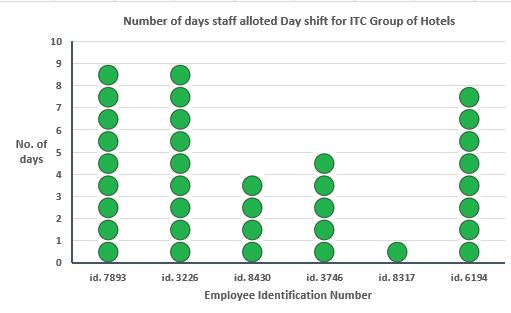 Number of days staff alloted Day shift for ITC Group of Hotels
10
9
8
7
6
5
4
3
2
1
0
No. of
days
id. 7893 id. 3226 id. 8430 id. 3746 id. 8317 id. 6194
Employee Identification Number